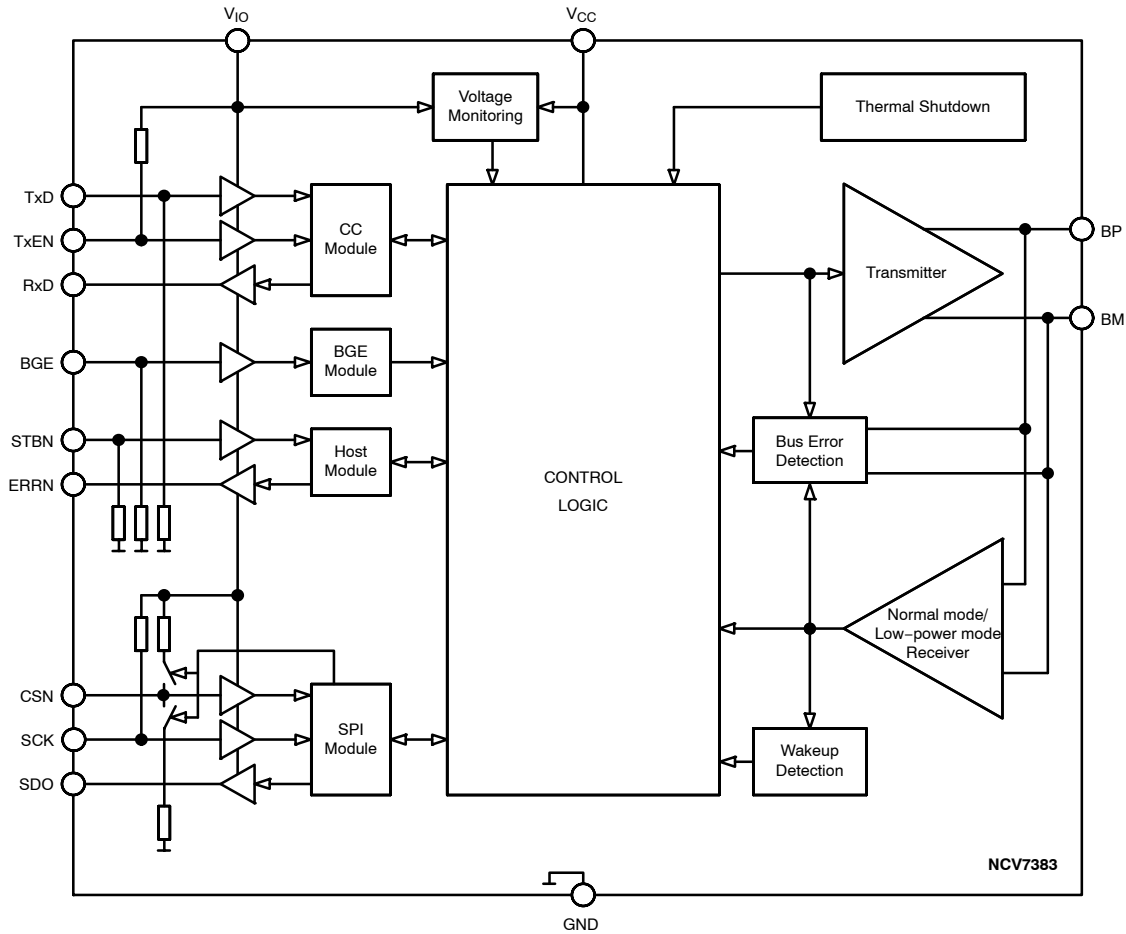 VIO
VCC
Voltage
Monitoring
Thermal Shutdown
TxD
TxEN
RxD
CC
Module
BP
Transmitter
BM
BGE
BGE
Module
STBN
ERRN
Host
Module
CONTROL
LOGIC
Bus Error
Detection
Normal mode/
Low−power mode
Receiver
CSN
SCK
SDO
SPI
Module
Wakeup
Detection
NCV7383
GND